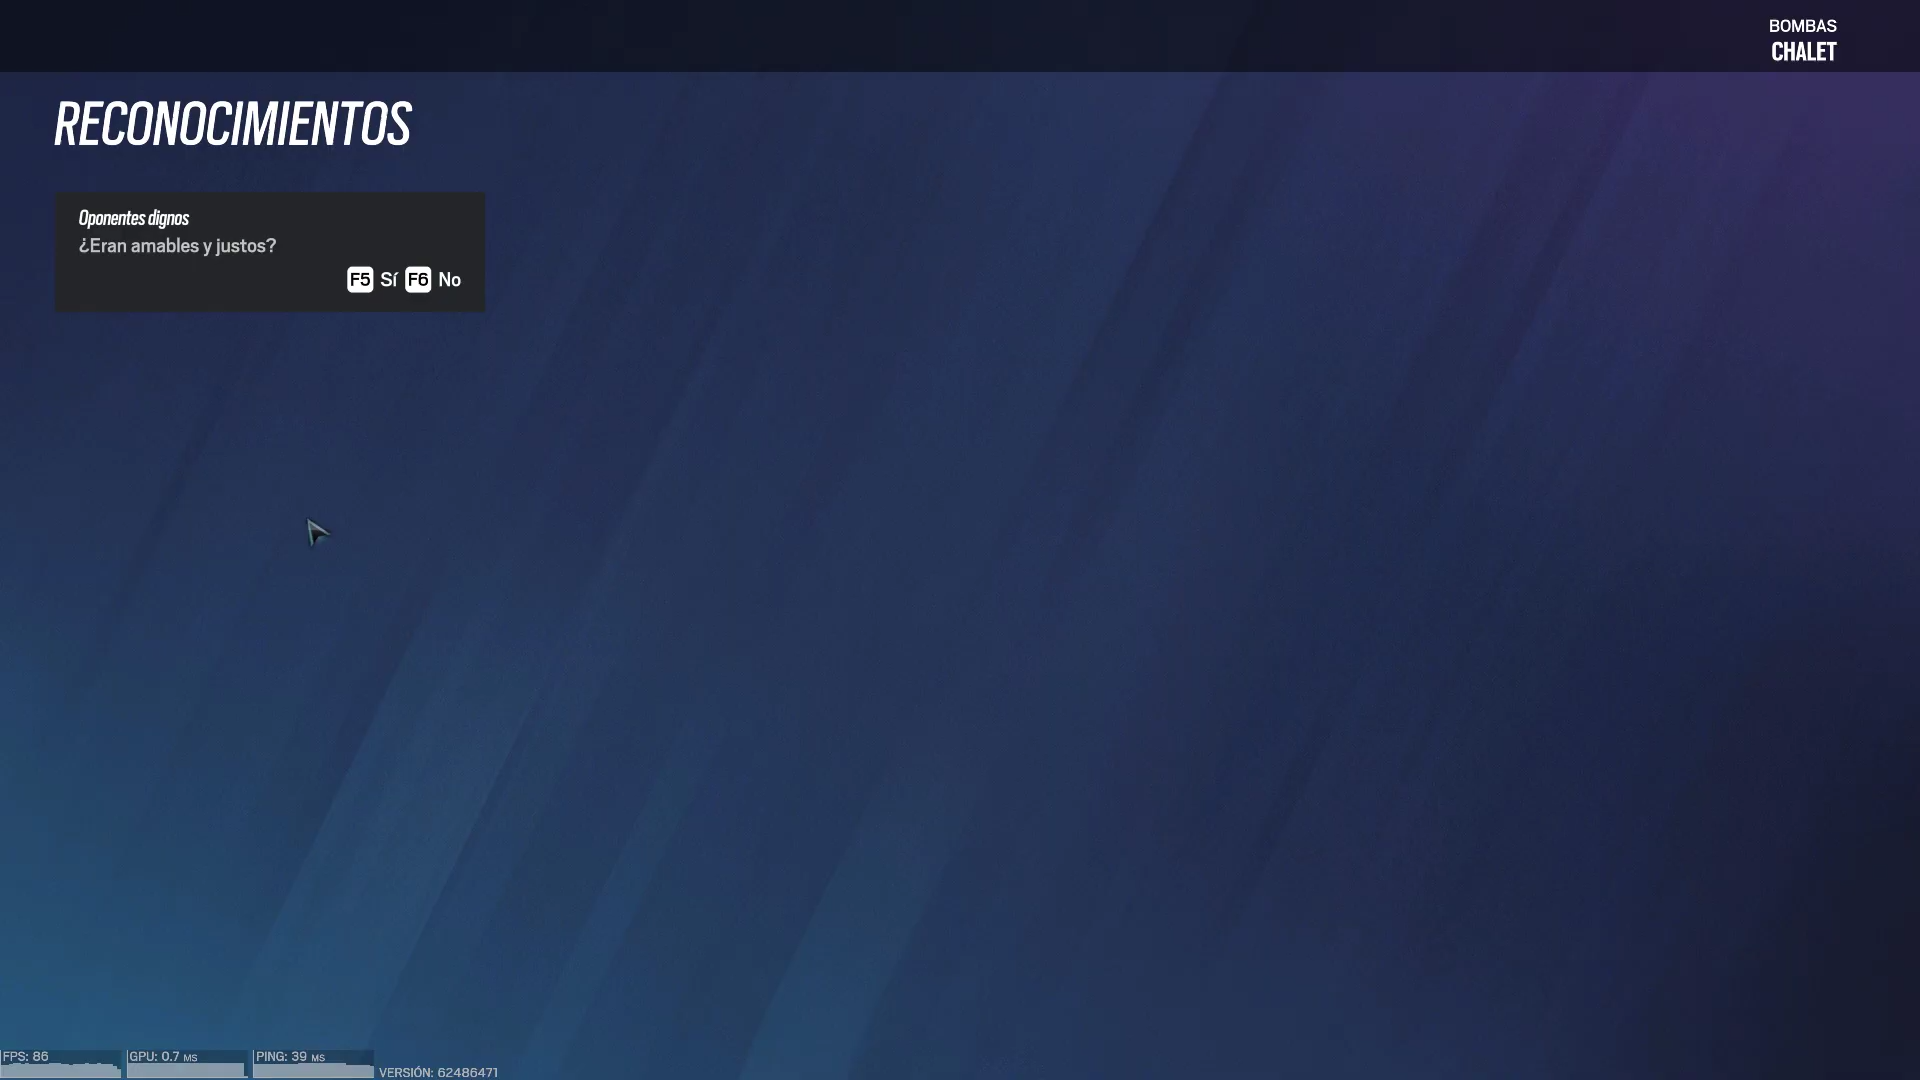 BOMBAS
CHALET
RECONOCIMIENTOS
Oponentes dignos
¿Eran amables y justos?
F5 Sí F6 No
FPS: 86 GPU: 0.7 MS PING: 39 MS
VERSIÓN: 62486471